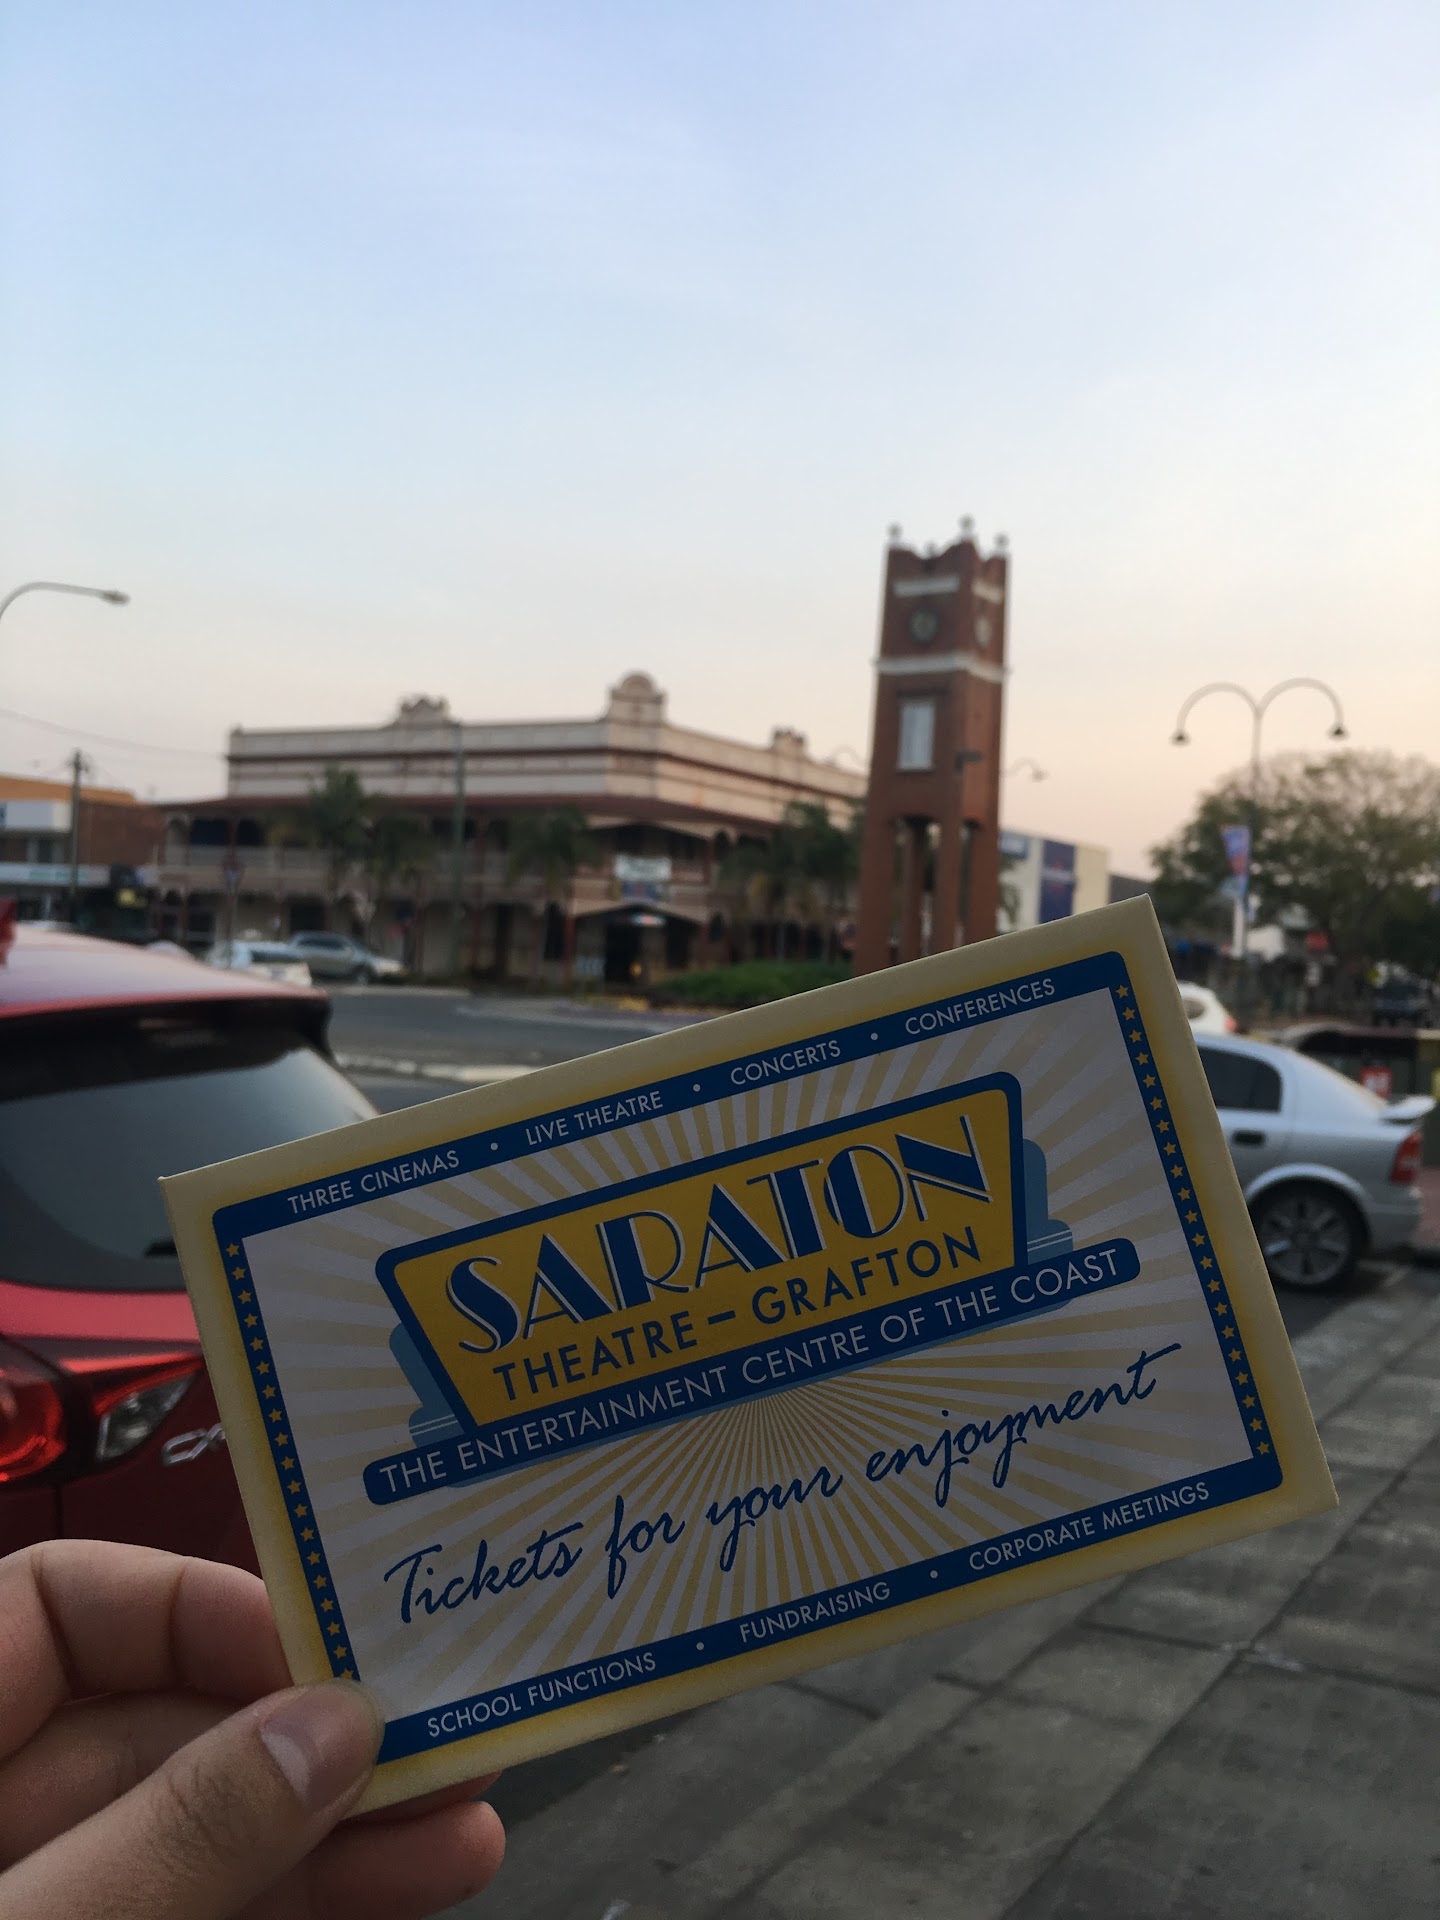 THREE CINEMAS • LIVE THEATRE • CONCERTS • CONFERENCES
SARATON
THEATRE – GRAFTON
THE ENTERTAINMENT CENTRE OF THE COAST
Tickets for your enjoyment
SCHOOL FUNCTIONS • FUNDRAISING • CORPORATE MEETINGS